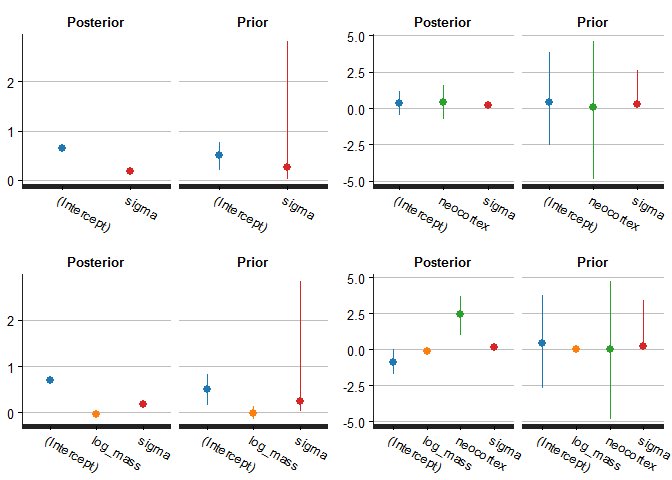 Posterior Prior
2
1
0
(Intercept) sigma (Intercept) sigma
Posterior Prior
5.0
2.5
0.0
-2.5
-5.0
(Intercept) neocortex sigma (Intercept) neocortex sigma
Posterior Prior
2
1
0
(Intercept) log_mass sigma (Intercept) log_mass sigma
Posterior Prior
5.0
2.5
0.0
-2.5
-5.0
(Intercept) log_mass neocortex sigma (Intercept) log_mass neocortex sigma